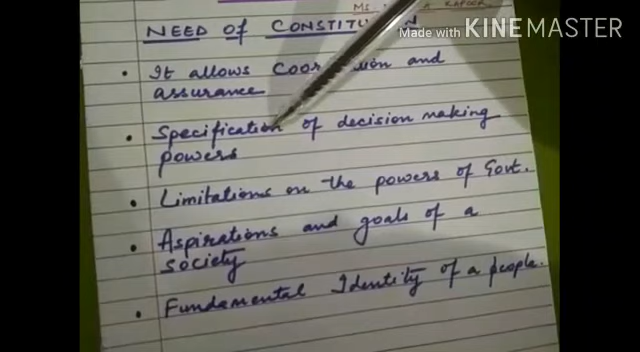 Made with KINEMASTER
NEED OF
• It allows and
assurance
• Specification of decision making
powers
• Limitations on the powers of Govt.
• Aspirations and goals of a
society
• Fundamental Identity of a people.